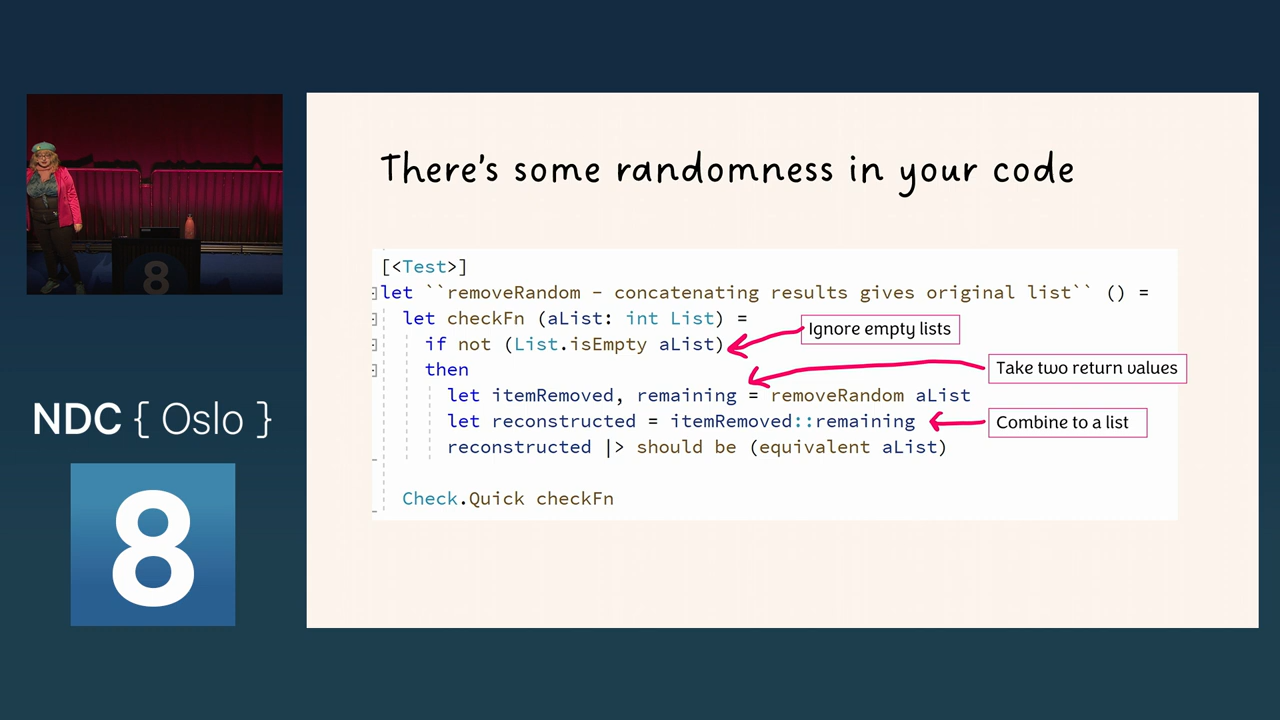 There's some randomness in your code
[<Test>]
let ``removeRandom – concatenating results gives original list`` () =
let checkFn (aList: int List) =
if not (List.isEmpty aList)
Ignore empty lists
then
Take two return values
let itemRemoved, remaining = removeRandom aList
let reconstructed = itemRemoved::remaining
Combine to a list
reconstructed |> should be (equivalent aList)
Check.Quick checkFn
8
NDC { Oslo }
8